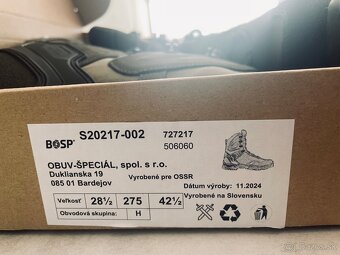 BOSP S20217-002 727217
506060
OBUV-ŠPECIÁL, spol. s r.o.
Duklianska 19
085 01 Bardejov
Vyrobené pre OSSR
Dátum výroby: 11.2024
Vyrobené na Slovensku
Veľkosť 28½ 275 42½
Obvodová skupina: H